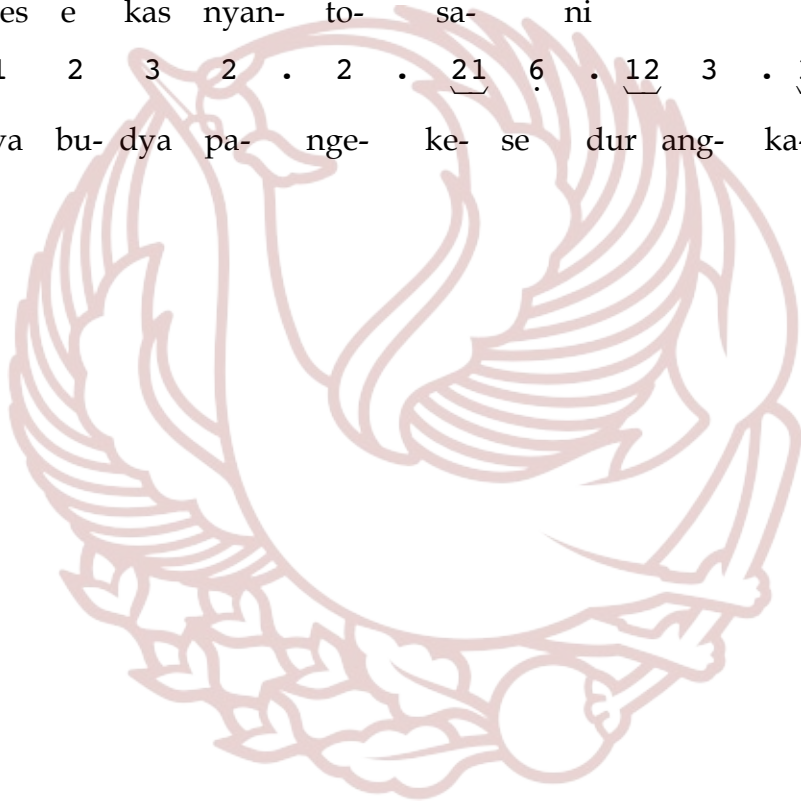 es e kas nyan- to- sa- ni
2 3 2 . 2 . 21 6̣ . 12 3 .
ya bu- dya pa- nge- ke- se dur ang- ka-